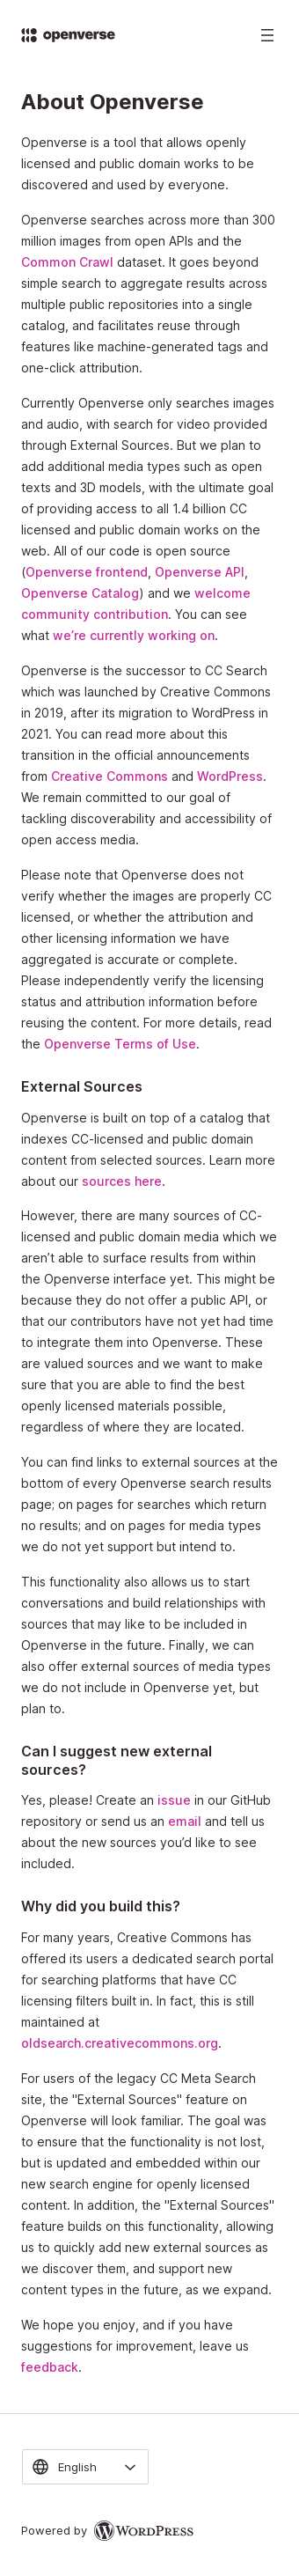 openverse
About Openverse
Openverse is a tool that allows openly
licensed and public domain works to be
discovered and used by everyone.
Openverse searches across more than 300
million images from open APIs and the
Common Crawl dataset. It goes beyond
simple search to aggregate results across
multiple public repositories into a single
catalog, and facilitates reuse through
features like machine-generated tags and
one-click attribution.
Currently Openverse only searches images
and audio, with search for video provided
through External Sources. But we plan to
add additional media types such as open
texts and 3D models, with the ultimate goal
of providing access to all 1.4 billion CC
licensed and public domain works on the
web. All of our code is open source
(Openverse frontend, Openverse API,
Openverse Catalog) and we welcome
community contribution. You can see
what we’re currently working on.
Openverse is the successor to CC Search
which was launched by Creative Commons
in 2019, after its migration to WordPress in
2021. You can read more about this
transition in the official announcements
from Creative Commons and WordPress.
We remain committed to our goal of
tackling discoverability and accessibility of
open access media.
Please note that Openverse does not
verify whether the images are properly CC
licensed, or whether the attribution and
other licensing information we have
aggregated is accurate or complete.
Please independently verify the licensing
status and attribution information before
reusing the content. For more details, read
the Openverse Terms of Use.
External Sources
Openverse is built on top of a catalog that
indexes CC-licensed and public domain
content from selected sources. Learn more
about our sources here.
However, there are many sources of CC-
licensed and public domain media which we
aren’t able to surface results from within
the Openverse interface yet. This might be
because they do not offer a public API, or
that our contributors have not yet had time
to integrate them into Openverse. These
are valued sources and we want to make
sure that you are able to find the best
openly licensed materials possible,
regardless of where they are located.
You can find links to external sources at the
bottom of every Openverse search results
page; on pages for searches which return
no results; and on pages for media types
we do not yet support but intend to.
This functionality also allows us to start
conversations and build relationships with
sources that may like to be included in
Openverse in the future. Finally, we can
also offer external sources of media types
we do not include in Openverse yet, but
plan to.
Can I suggest new external
sources?
Yes, please! Create an issue in our GitHub
repository or send us an email and tell us
about the new sources you’d like to see
included.
Why did you build this?
For many years, Creative Commons has
offered its users a dedicated search portal
for searching platforms that have CC
licensing filters built in. In fact, this is still
maintained at
oldsearch.creativecommons.org.
For users of the legacy CC Meta Search
site, the "External Sources" feature on
Openverse will look familiar. The goal was
to ensure that the functionality is not lost,
but is updated and embedded within our
new search engine for openly licensed
content. In addition, the "External Sources"
feature builds on this functionality, allowing
us to quickly add new external sources as
we discover them, and support new
content types in the future, as we expand.
We hope you enjoy, and if you have
suggestions for improvement, leave us
feedback.
English
Powered by WORDPRESS